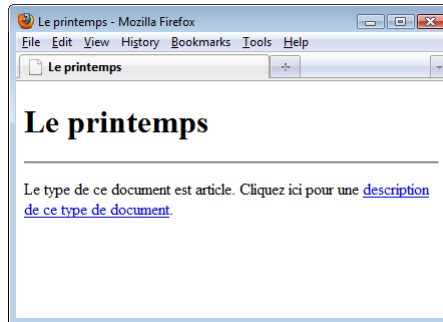 Le printemps - Mozilla Firefox
File Edit View History Bookmarks Tools Help
Le printemps
Le printemps
Le type de ce document est article. Cliquez ici pour une description
de ce type de document.